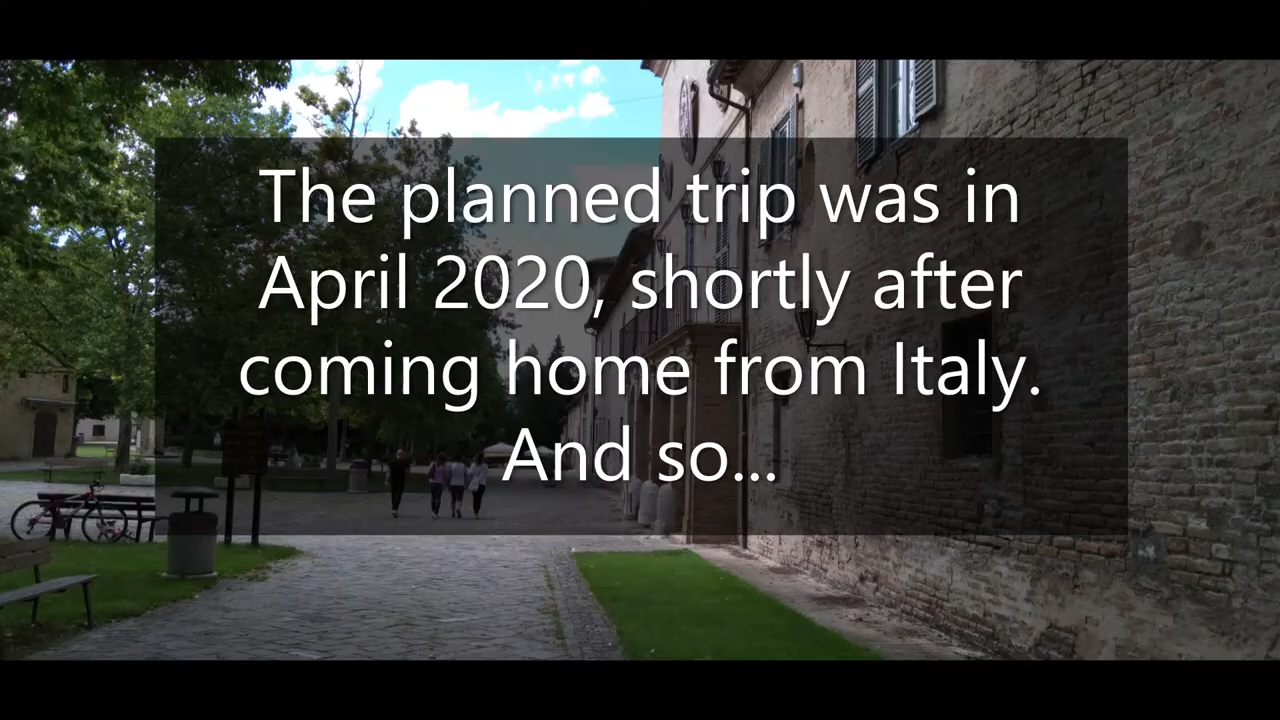 The planned trip was in
April 2020, shortly after
coming home from Italy.
And so...